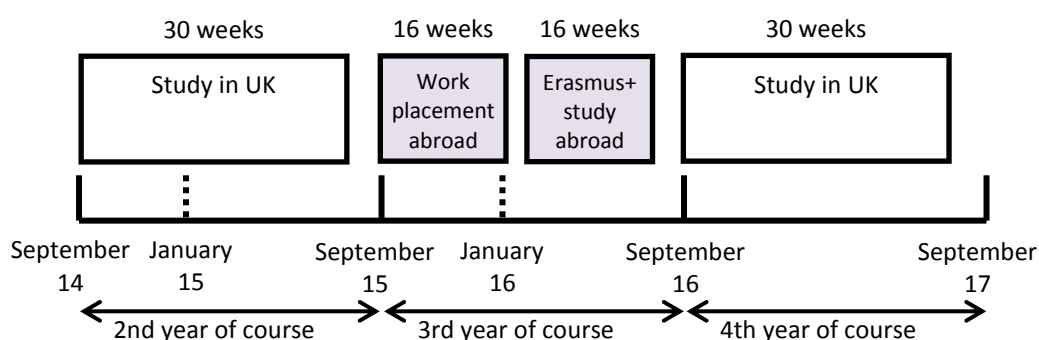 30 weeks
16 weeks
16 weeks
30 weeks
Study in UK
Work
placement
abroad
Erasmus+
study
abroad
Study in UK
September
14
January
15
September
15
January
16
September
16
September
17
2nd year of course
3rd year of course
4th year of course